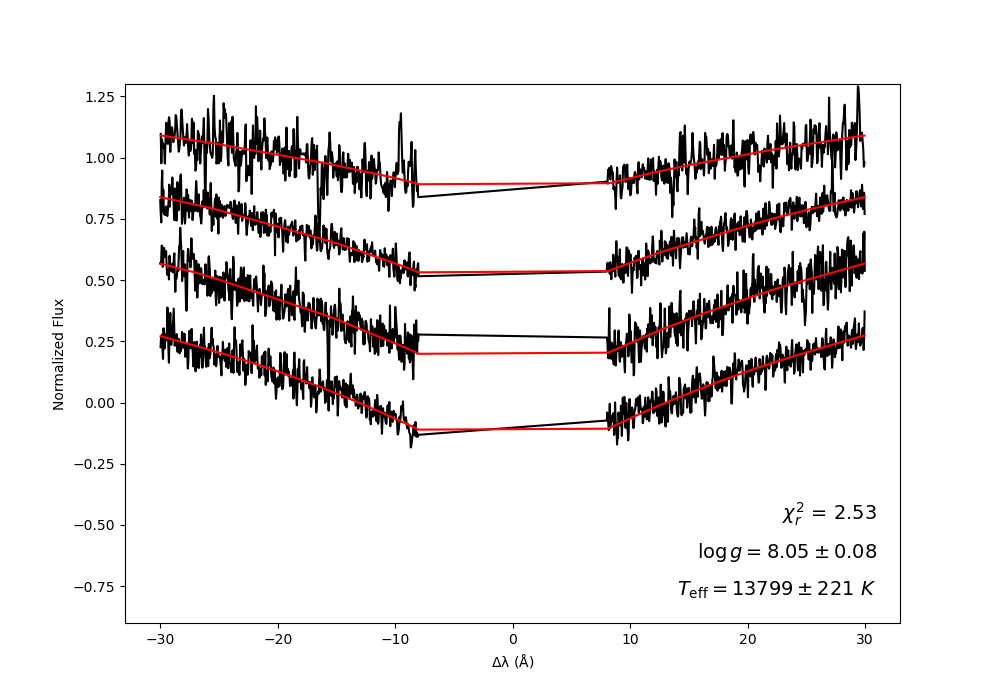 1.25
1.00
0.75
0.50
0.25
0.00
−0.25
−0.50
−0.75
Normalized Flux
χ²ᵣ = 2.53
log g = 8.05 ± 0.08
T_eff = 13799 ± 221 K
−30 −20 −10 0 10 20 30
Δλ (Å)